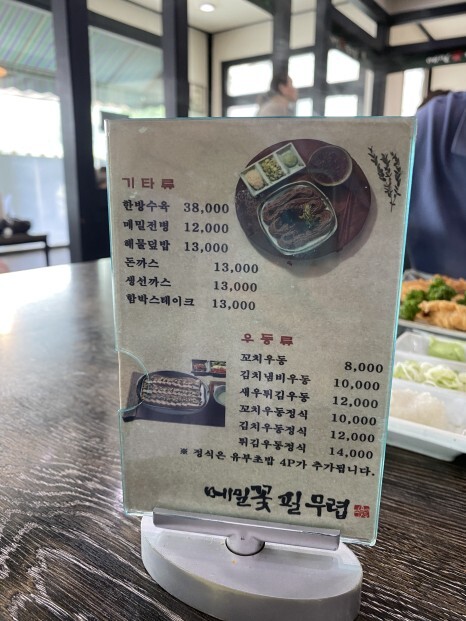 기타류
한방수육 38,000
메밀전병 12,000
해물덮밥 13,000
돈까스 13,000
생선까스 13,000
함박스테이크 13,000
우동류
꼬치우동 8,000
김치냄비우동 10,000
새우튀김우동 12,000
꼬치우동정식 10,000
김치우동정식 12,000
튀김우동정식 14,000
※ 정식은 유부초밥 4P가 추가됩니다.
메밀꽃 필 무렵